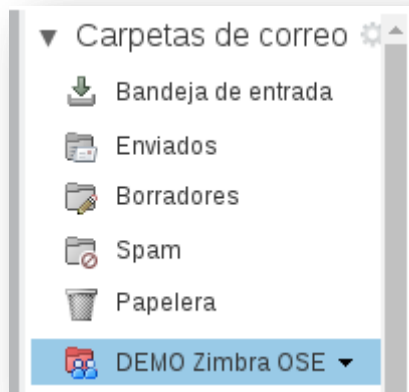 Carpetas de correo
Bandeja de entrada
Enviados
Borradores
Spam
Papelera
DEMO Zimbra OSE